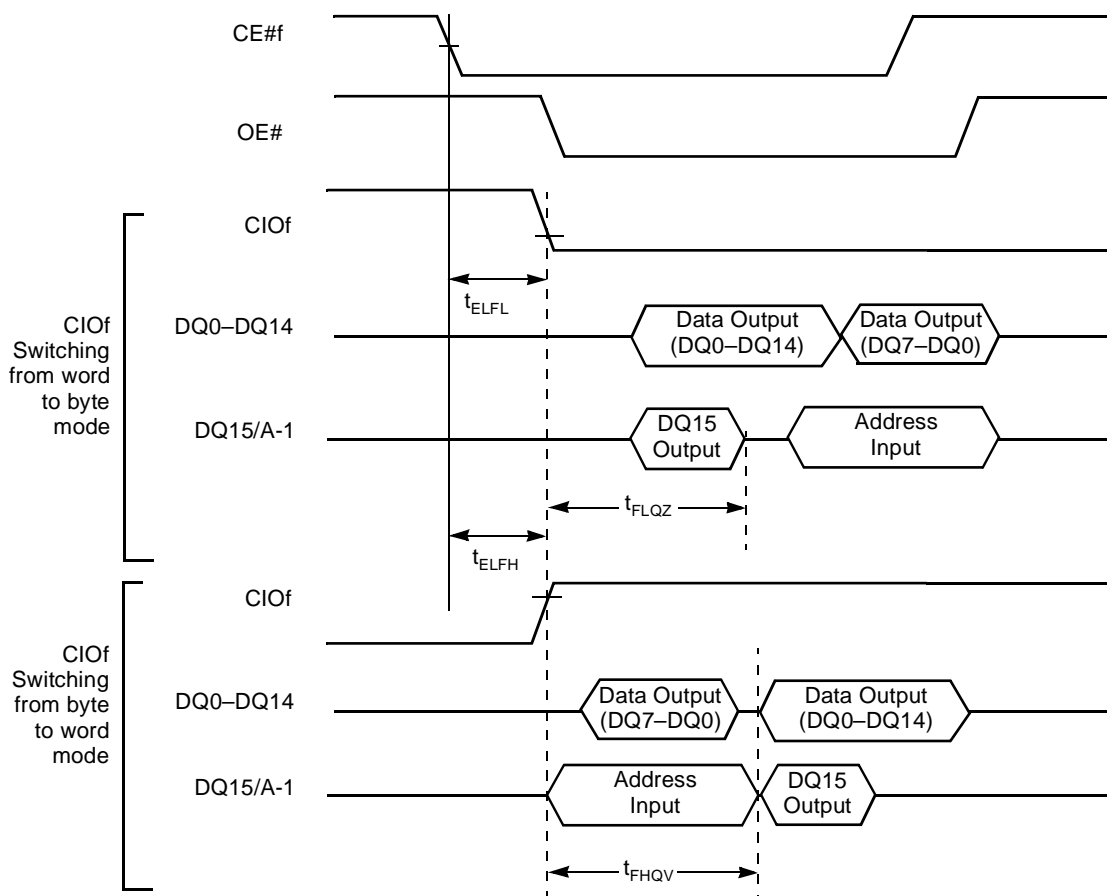 CE#f
OE#
CIOf
tELFL
CIOf
Switching
from word
to byte
mode
DQ0–DQ14
Data Output
(DQ0–DQ14)
Data Output
(DQ7–DQ0)
DQ15/A-1
DQ15
Output
Address
Input
tFLQZ
tELFH
CIOf
CIOf
Switching
from byte
to word
mode
DQ0–DQ14
Data Output
(DQ7–DQ0)
Data Output
(DQ0–DQ14)
DQ15/A-1
Address
Input
DQ15
Output
tFHQV